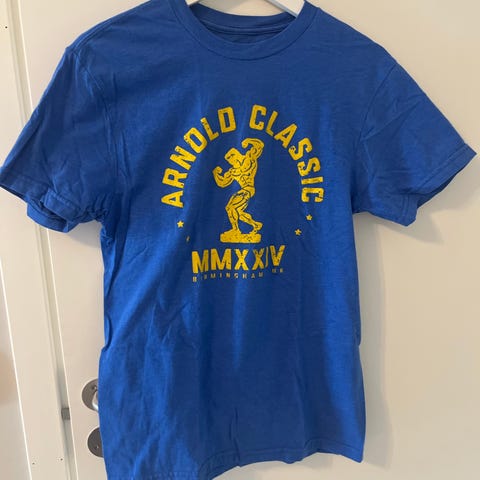 ARNOLD CLASSIC
MMXXIV
BIRMINGHAM UK